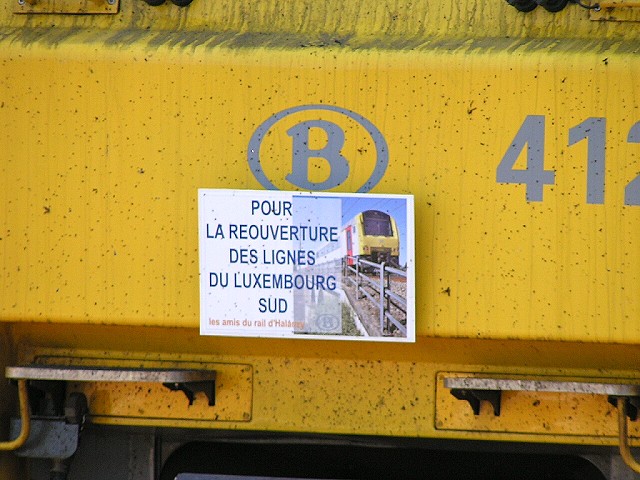 B
412
POUR
LA REOUVERTURE
DES LIGNES
DU LUXEMBOURG
SUD
les amis du rail d'Halanzy